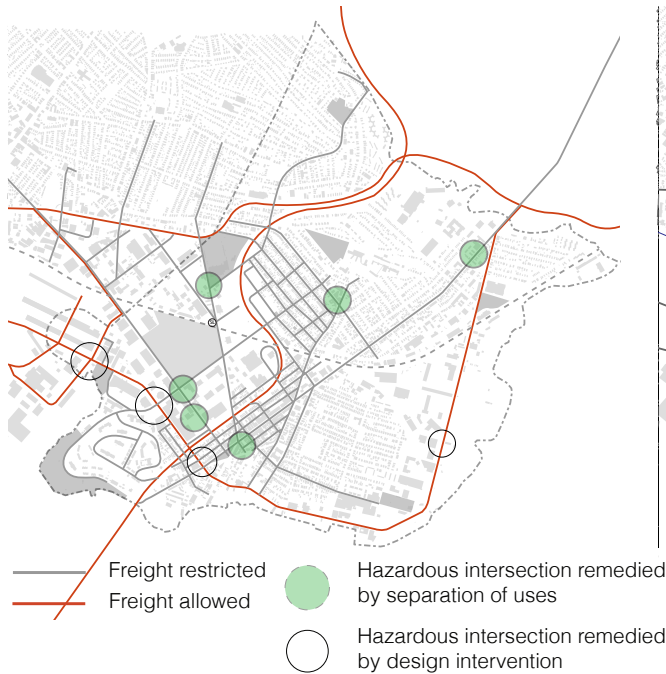 Freight restricted
Freight allowed
Hazardous intersection remedied
by separation of uses
Hazardous intersection remedied
by design intervention